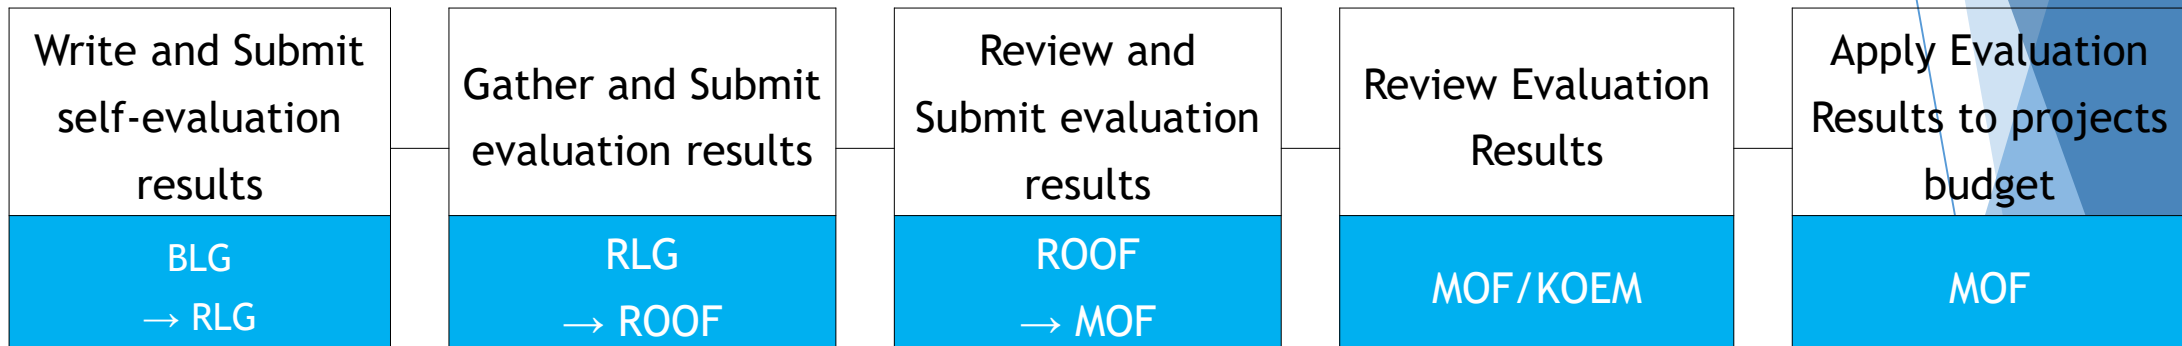 Write and Submit
self-evaluation
results
BLG
→ RLG
Gather and Submit
evaluation results
RLG
→ ROOF
Review and
Submit evaluation
results
ROOF
→ MOF
Review Evaluation
Results
MOF/KOEM
Apply Evaluation
Results to projects
budget
MOF